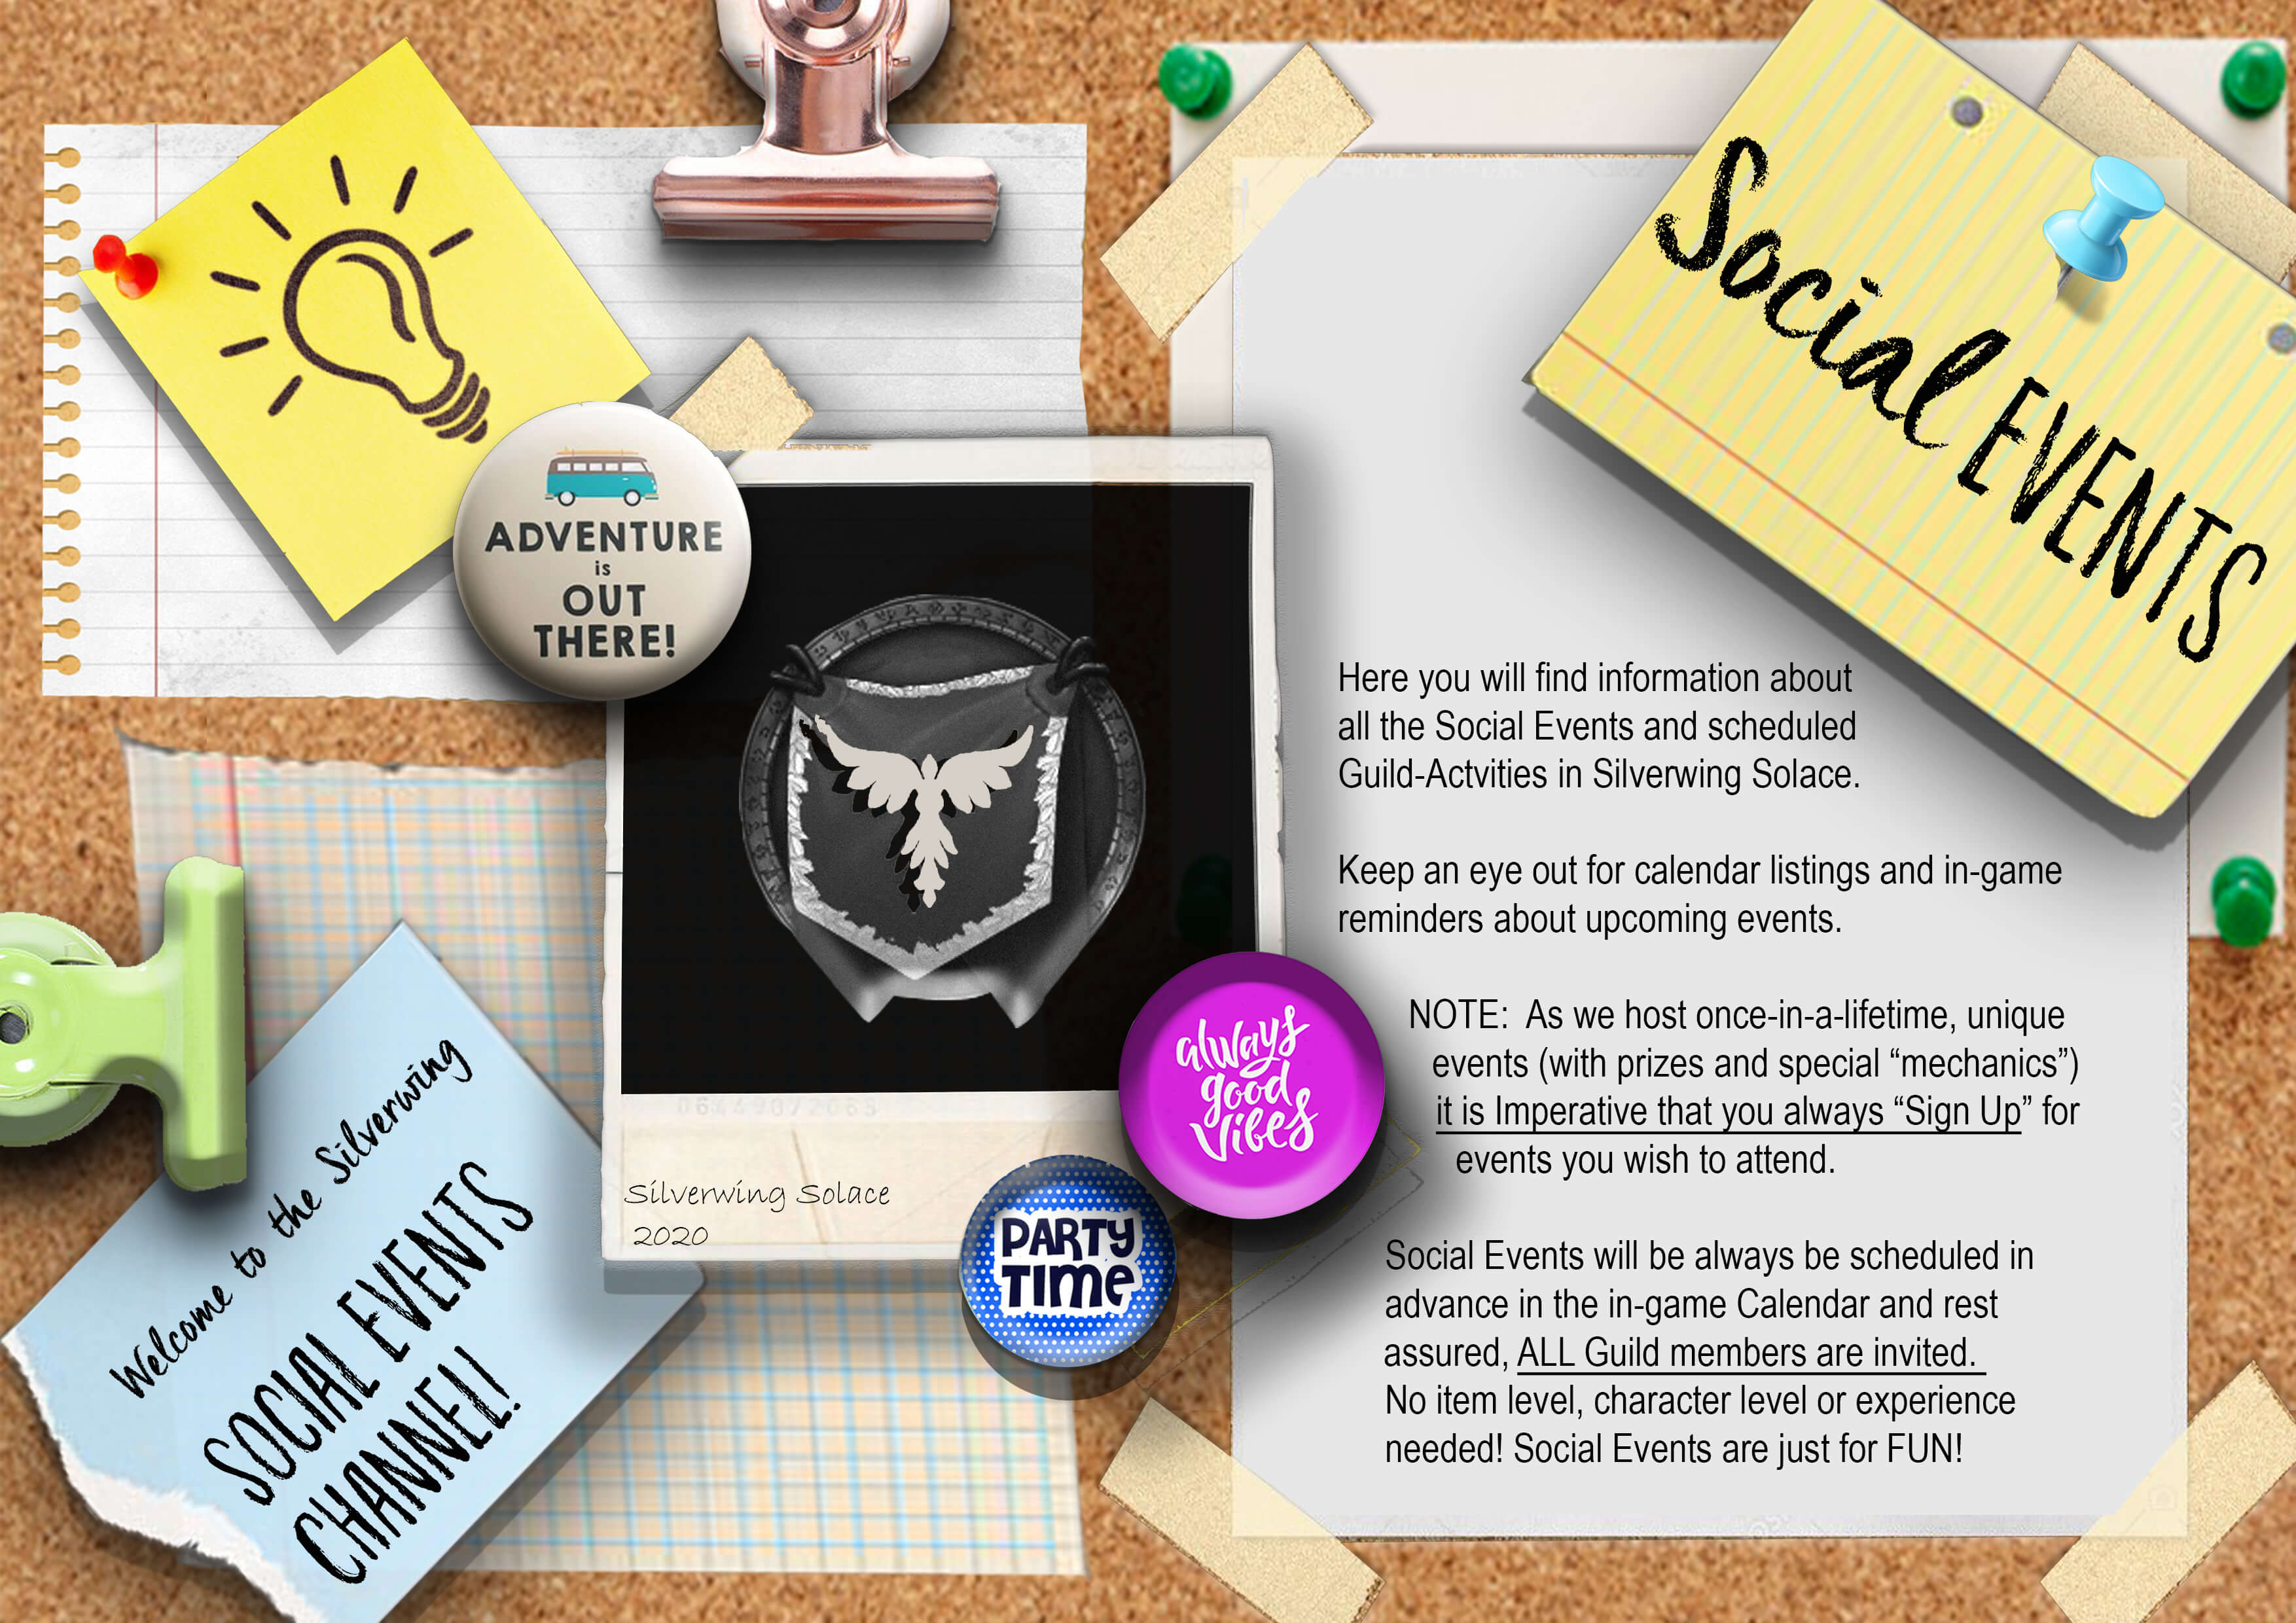 Social EVENTS
ADVENTURE
is
OUT
THERE!
Here you will find information about
all the Social Events and scheduled
Guild-Actvities in Silverwing Solace.
Keep an eye out for calendar listings and in-game
reminders about upcoming events.
NOTE:  As we host once-in-a-lifetime, unique
events (with prizes and special “mechanics”)
it is Imperative that you always “Sign Up” for
events you wish to attend.
Social Events will be always be scheduled in
advance in the in-game Calendar and rest
assured, ALL Guild members are invited.
No item level, character level or experience
needed! Social Events are just for FUN!
always
good
vibes
Silverwing Solace
2020
PARTY
TIME
Welcome to the Silverwing
SOCIAL EVENTS
CHANNEL!